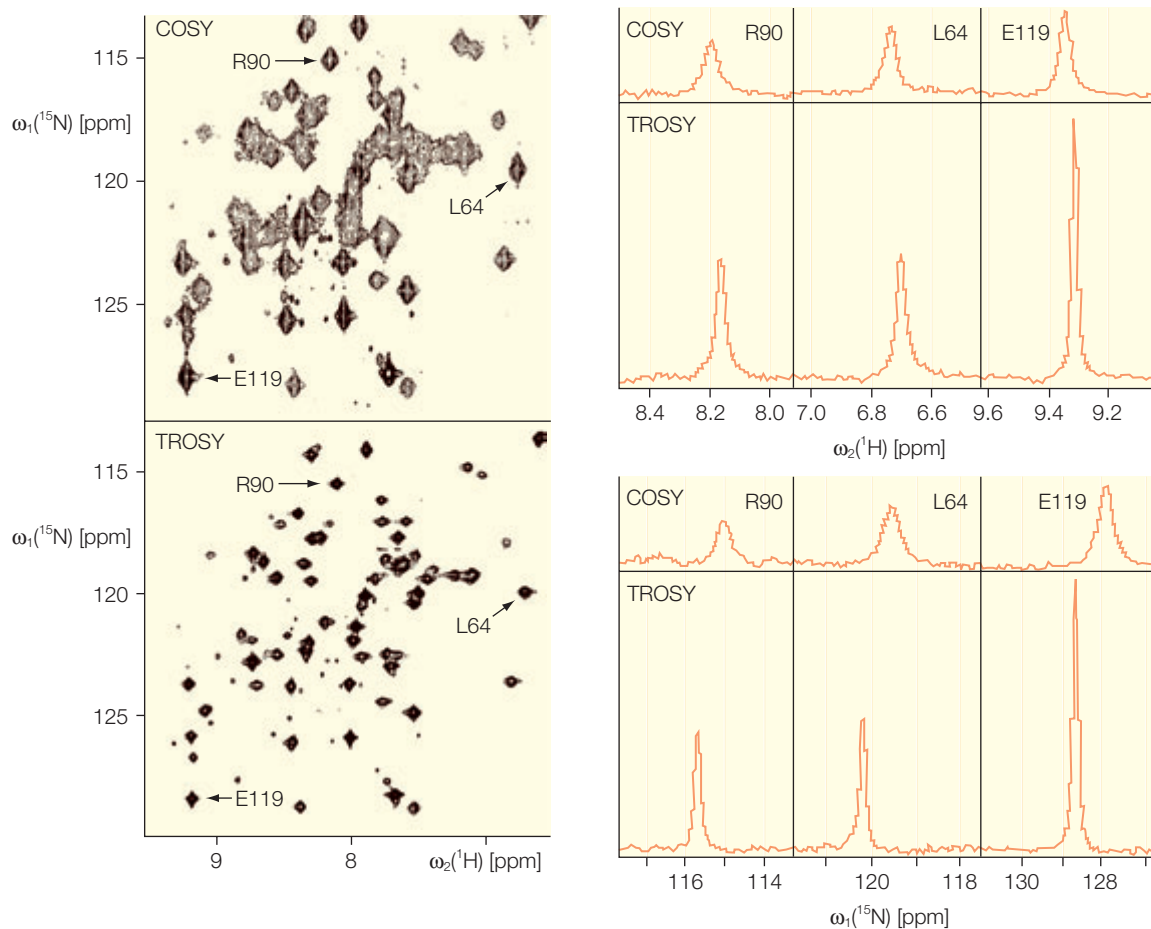 COSY
R90
115
ω₁(¹⁵N) [ppm]
120
L64
125
E119
TROSY
115
R90
ω₁(¹⁵N) [ppm]
120
L64
125
E119
9 8 ω₂(¹H) [ppm]
COSY R90 L64 E119
TROSY
8.4 8.2 8.0 7.0 6.8 6.6 9.6 9.4 9.2
ω₂(¹H) [ppm]
COSY R90 L64 E119
TROSY
116 114 120 118 130 128
ω₁(¹⁵N) [ppm]